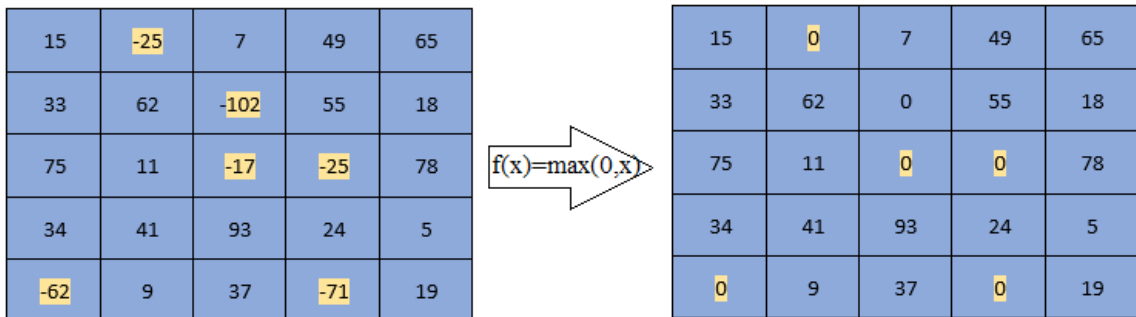 15 -25 7 49 65
33 62 -102 55 18
75 11 -17 -25 78
34 41 93 24 5
-62 9 37 -71 19
f(x)=max(0,x)
15 0 7 49 65
33 62 0 55 18
75 11 0 0 78
34 41 93 24 5
0 9 37 0 19